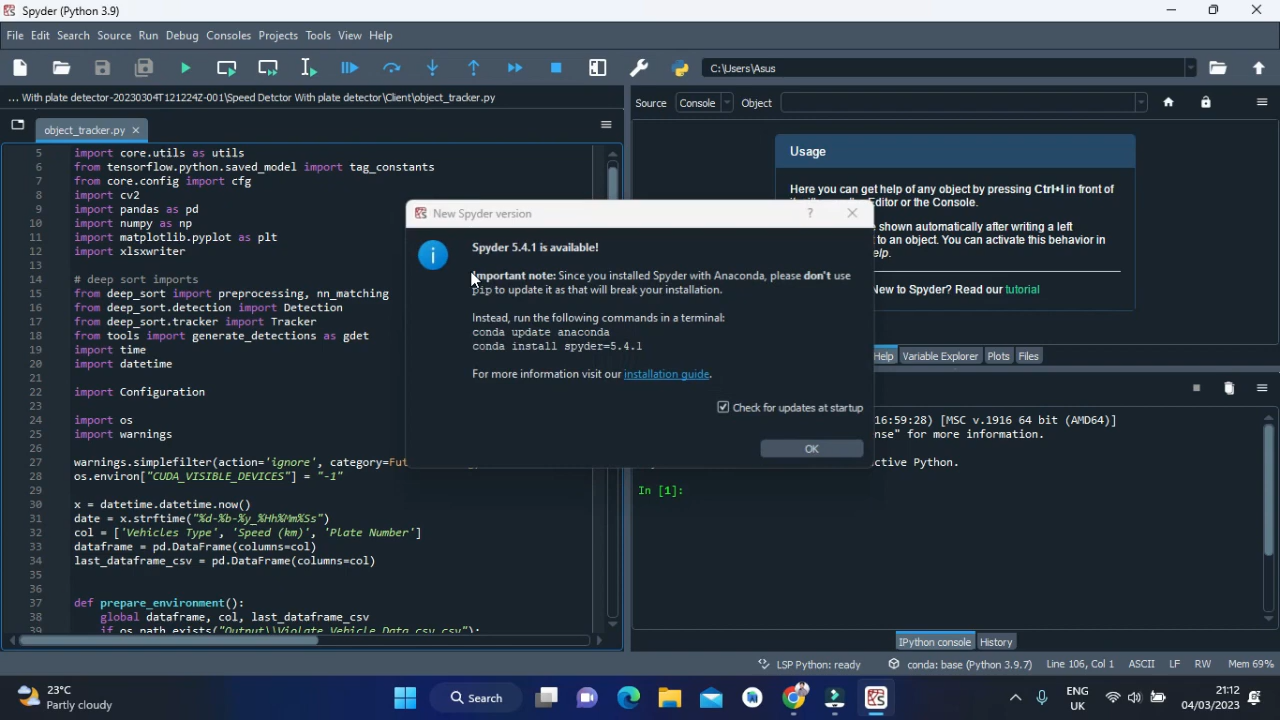 Spyder (Python 3.9)
File Edit Search Source Run Debug Consoles Projects Tools View Help
C:\Users\Asus
... With plate detector-20230304T121224Z-001\Speed Detctor With plate detector\Client\object_tracker.py
object_tracker.py
5 import core.utils as utils
6 from tensorflow.python.saved_model import tag_constants
7 from core.config import cfg
8 import cv2
9 import pandas as pd
10 import numpy as np
11 import matplotlib.pyplot as plt
12 import xlsxwriter
13
14 # deep sort imports
15 from deep_sort import preprocessing, nn_matching
16 from deep_sort.detection import Detection
17 from deep_sort.tracker import Tracker
18 from tools import generate_detections as gdet
19 import time
20 import datetime
21
22 import Configuration
23
24 import os
25 import warnings
26
27 warnings.simplefilter(action='ignore', category=Fut
28 os.environ["CUDA_VISIBLE_DEVICES"] = "-1"
29
30 x = datetime.datetime.now()
31 date = x.strftime("%d-%b-%y_%Hh%Mm%Ss")
32 col = ['Vehicles Type', 'Speed (km)', 'Plate Number']
33 dataframe = pd.DataFrame(columns=col)
34 last_dataframe_csv = pd.DataFrame(columns=col)
35
36
37 def prepare_environment():
38 global dataframe, col, last_dataframe_csv
39 if os.path.exists("Output\\Violate_Vehicle_Data_csv.csv"):
Source Console Object
Usage
Here you can get help of any object by pressing Ctrl+I in front of
Editor or the Console.
shown automatically after writing a left
to an object. You can activate this behavior in
elp.
New to Spyder? Read our tutorial
Help Variable Explorer Plots Files
New Spyder version
?
Spyder 5.4.1 is available!
Important note: Since you installed Spyder with Anaconda, please don't use
pip to update it as that will break your installation.
Instead, run the following commands in a terminal:
conda update anaconda
conda install spyder=5.4.1
For more information visit our installation guide.
Check for updates at startup
OK
16:59:28) [MSC v.1916 64 bit (AMD64)]
nse" for more information.
ctive Python.
In [1]:
IPython console History
LSP Python: ready conda: base (Python 3.9.7) Line 106, Col 1 ASCII LF RW Mem 69%
23°C
Partly cloudy
Search
ENG
UK
21:12
04/03/2023